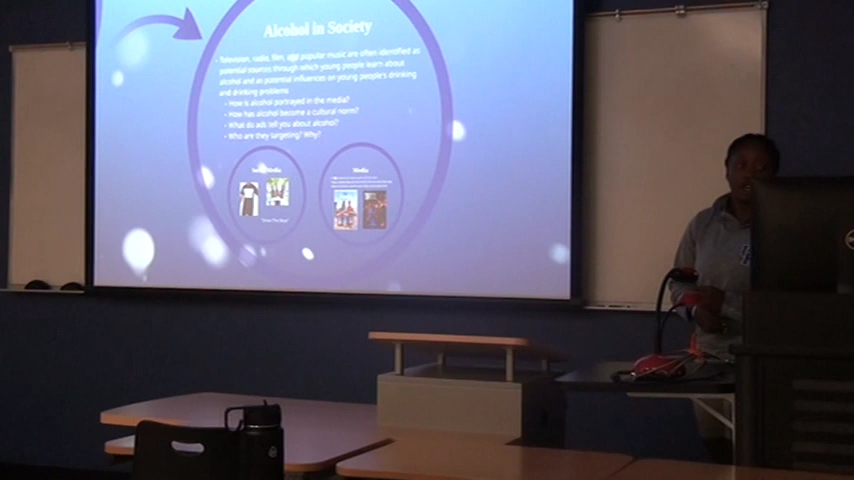 Alcohol in Society
- Television, radio, film, and popular music are often identified as
potential sources through which young people learn about
alcohol and as potential influences on young people's drinking
and drinking problems
- How is alcohol portrayed in the media?
- How has alcohol become a cultural norm?
- What do ads tell you about alcohol?
- Who are they targeting? Why?
Media
Media